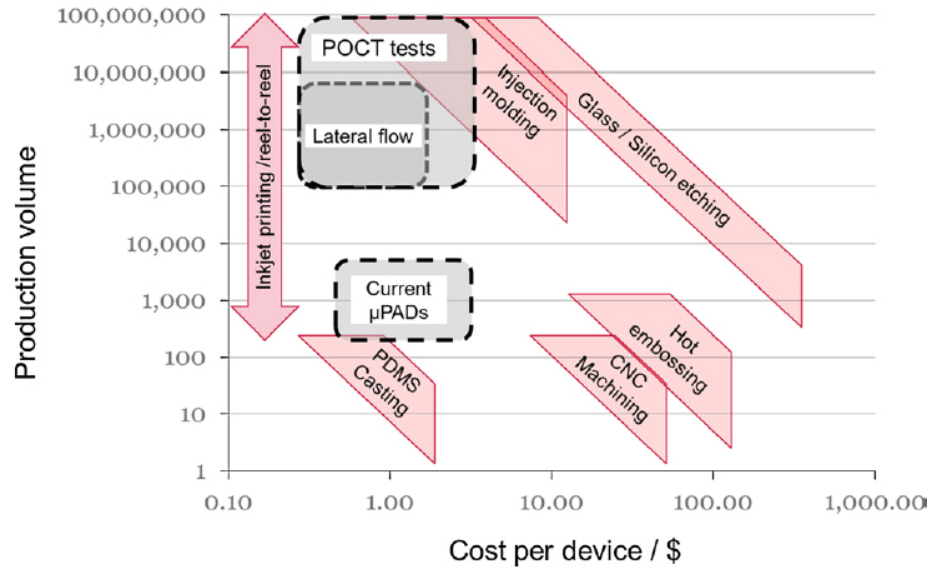 Production volume
100,000,000
10,000,000
1,000,000
100,000
10,000
1,000
100
10
1
Inkjet printing /reel-to-reel
POCT tests
Lateral flow
Injection
molding
Glass / Silicon etching
Current
µPADs
PDMS
Casting
Hot
embossing
CNC
Machining
0.10
1.00
10.00
100.00
1,000.00
Cost per device / $